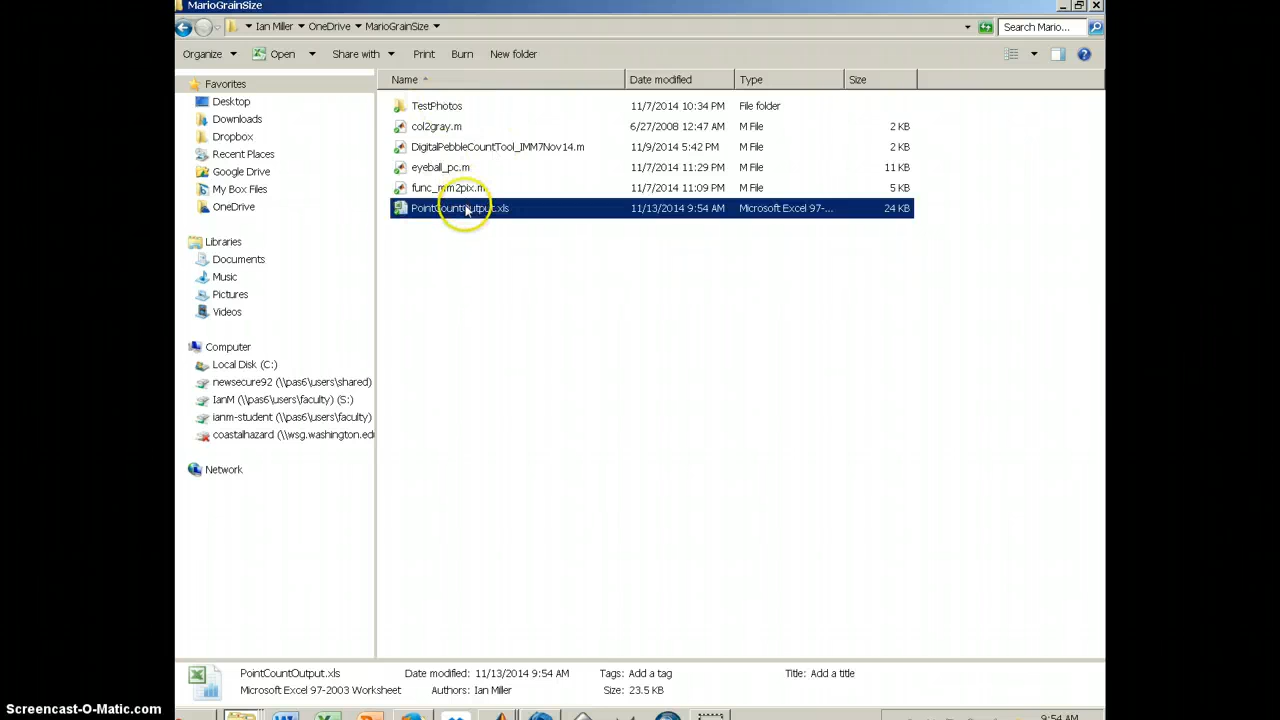 MarioGrainSize
Ian Miller OneDrive MarioGrainSize Search Mario...
Organize Open Share with Print Burn New folder
Favorites
Desktop
Downloads
Dropbox
Recent Places
Google Drive
My Box Files
OneDrive
Libraries
Documents
Music
Pictures
Videos
Computer
Local Disk (C:)
newsecure92 (\\pas6\users\shared)
IanM (\\pas6\users\faculty) (S:)
ianm-student (\\pas6\users\faculty)
coastalhazard (\\wsg.washington.edu
Network
Name Date modified Type Size
TestPhotos 11/7/2014 10:34 PM File folder
col2gray.m 6/27/2008 12:47 AM M File 2 KB
DigitalPebbleCountTool_IMM7Nov14.m 11/9/2014 5:42 PM M File 2 KB
eyeball_pc.m 11/7/2014 11:29 PM M File 11 KB
func_mm2pix.m 11/7/2014 11:09 PM M File 5 KB
PointCountOutput.xls 11/13/2014 9:54 AM Microsoft Excel 97-... 24 KB
PointCountOutput.xls Date modified: 11/13/2014 9:54 AM Tags: Add a tag Title: Add a title
Microsoft Excel 97-2003 Worksheet Authors: Ian Miller Size: 23.5 KB
9:54 AM
Screencast-O-Matic.com